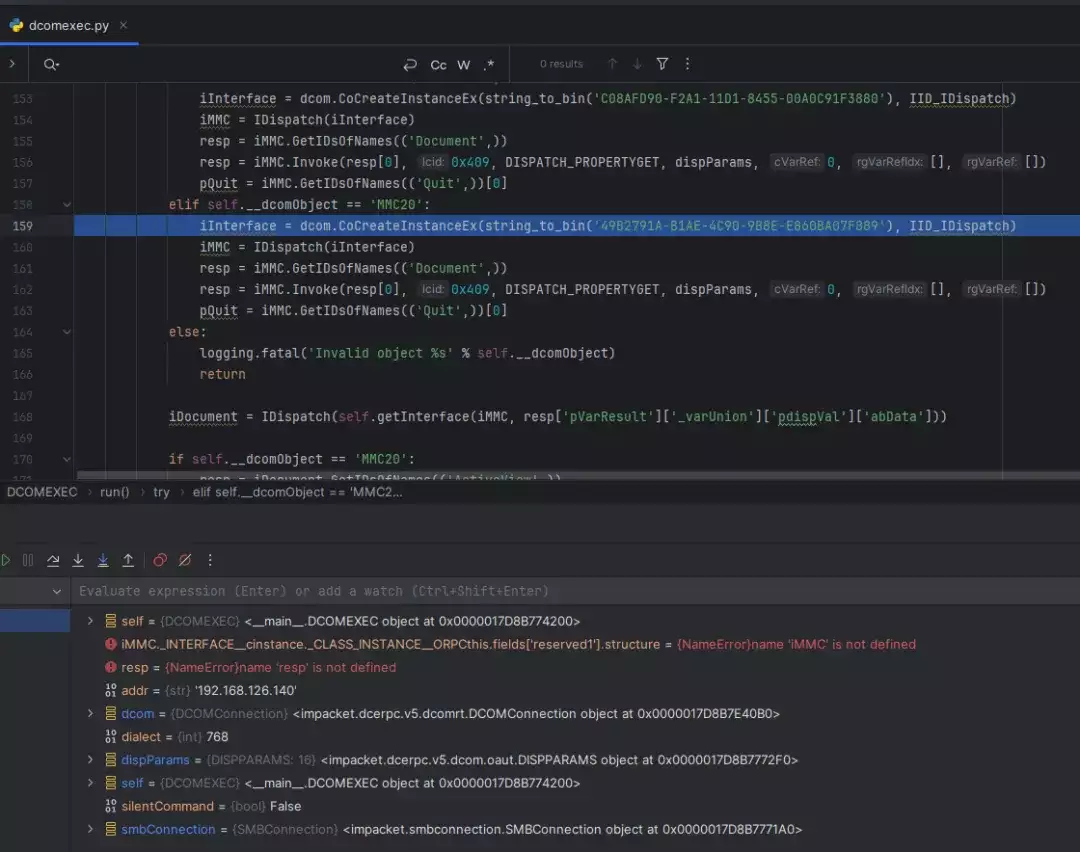 dcomexec.py
Cc W .* 0 results
153 iInterface = dcom.CoCreateInstanceEx(string_to_bin('C08AFD90-F2A1-11D1-8455-00A0C91F3880'), IID_IDispatch)
154 iMMC = IDispatch(iInterface)
155 resp = iMMC.GetIDsOfNames(('Document',))
156 resp = iMMC.Invoke(resp[0], lcid: 0x409, DISPATCH_PROPERTYGET, dispParams, cVarRef: 0, rgVarRefIdx: [], rgVarRef: [])
157 pQuit = iMMC.GetIDsOfNames(('Quit',))[0]
158 elif self.__dcomObject == 'MMC20':
159 iInterface = dcom.CoCreateInstanceEx(string_to_bin('49B2791A-B1AE-4C90-9B8E-E860BA07F889'), IID_IDispatch)
160 iMMC = IDispatch(iInterface)
161 resp = iMMC.GetIDsOfNames(('Document',))
162 resp = iMMC.Invoke(resp[0], lcid: 0x409, DISPATCH_PROPERTYGET, dispParams, cVarRef: 0, rgVarRefIdx: [], rgVarRef: [])
163 pQuit = iMMC.GetIDsOfNames(('Quit',))[0]
164 else:
165 logging.fatal('Invalid object %s' % self.__dcomObject)
166 return
167
168 iDocument = IDispatch(self.getInterface(iMMC, resp['pVarResult']['_varUnion']['pdispVal']['abData']))
169
170 if self.__dcomObject == 'MMC20':
171 resp = iDocument.GetIDsOfNames(('ActiveView',))
DCOMEXEC › run() › try › elif self.__dcomObject == 'MMC2...
Evaluate expression (Enter) or add a watch (Ctrl+Shift+Enter)
self = {DCOMEXEC} <__main__.DCOMEXEC object at 0x0000017D8B774200>
iMMC._INTERFACE__cinstance._CLASS_INSTANCE__ORPCthis.fields['reserved1'].structure = {NameError}name 'iMMC' is not defined
resp = {NameError}name 'resp' is not defined
addr = {str} '192.168.126.140'
dcom = {DCOMConnection} <impacket.dcerpc.v5.dcomrt.DCOMConnection object at 0x0000017D8B7E40B0>
dialect = {int} 768
dispParams = {DISPPARAMS: 16} <impacket.dcerpc.v5.dcom.oaut.DISPPARAMS object at 0x0000017D8B7772F0>
self = {DCOMEXEC} <__main__.DCOMEXEC object at 0x0000017D8B774200>
silentCommand = {bool} False
smbConnection = {SMBConnection} <impacket.smbconnection.SMBConnection object at 0x0000017D8B7771A0>